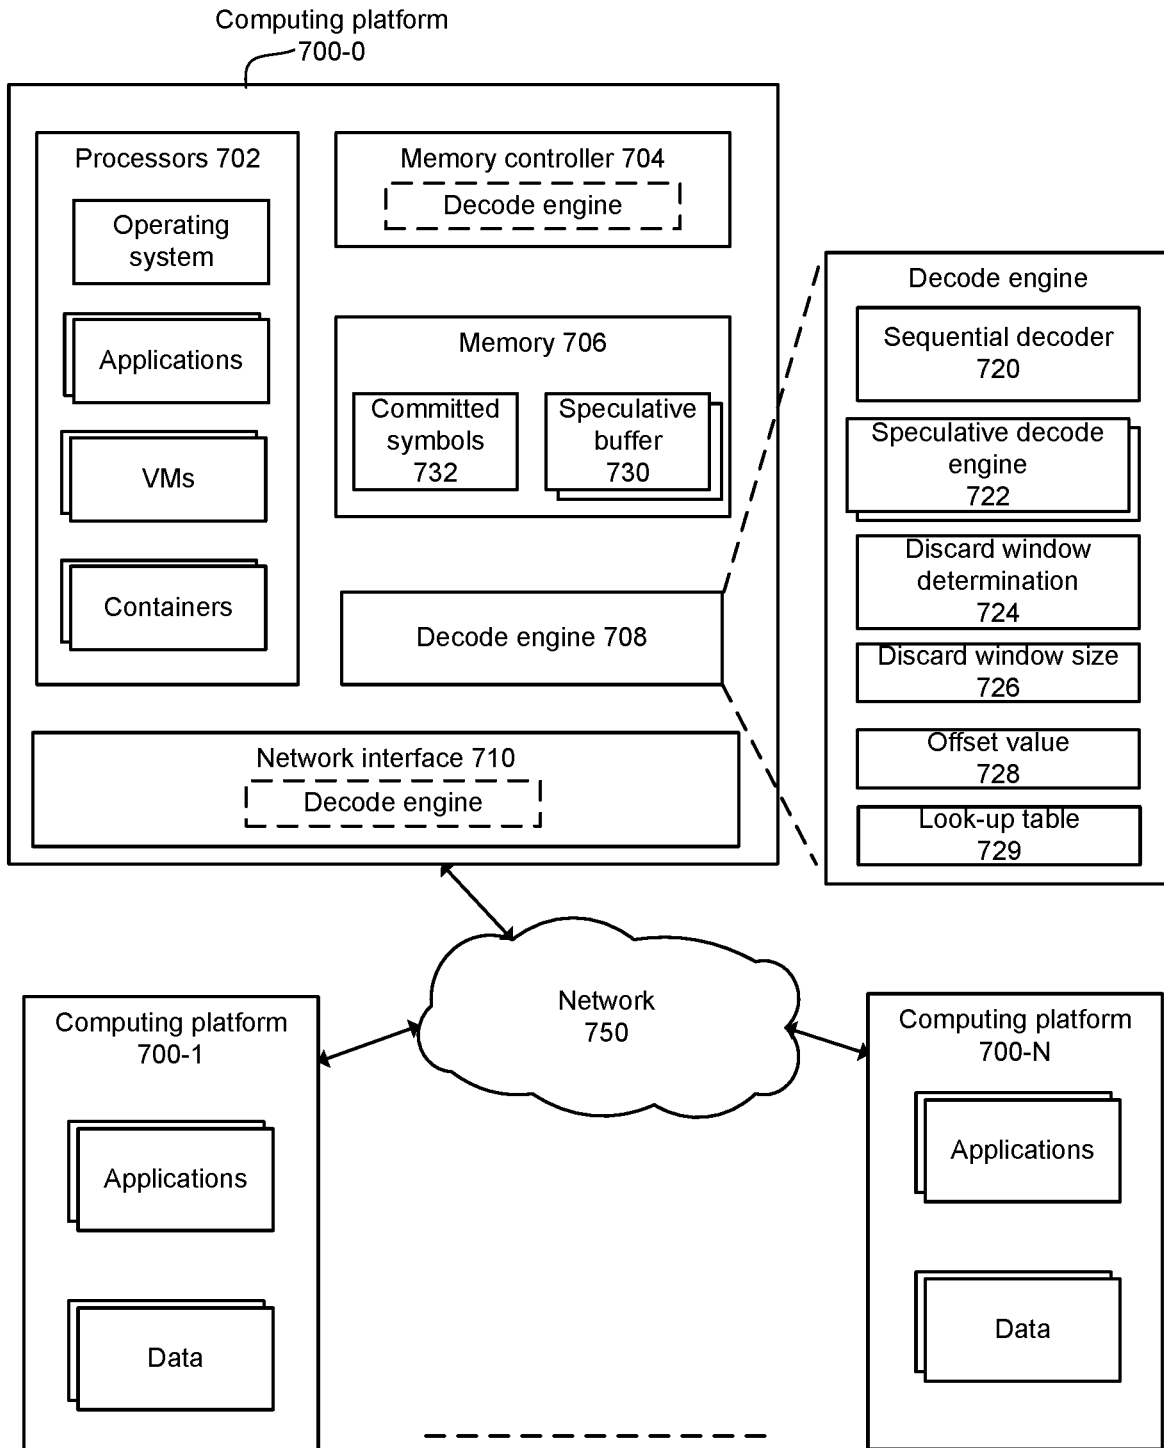 Computing platform
700-0
Processors 702
Operating
system
Applications
VMs
Containers
Memory controller 704
Decode engine
Memory 706
Committed
symbols
732
Speculative
buffer
730
Decode engine 708
Network interface 710
Decode engine
Decode engine
Sequential decoder
720
Speculative decode
engine
722
Discard window
determination
724
Discard window size
726
Offset value
728
Look-up table
729
Network
750
Computing platform
700-1
Applications
Data
Computing platform
700-N
Applications
Data